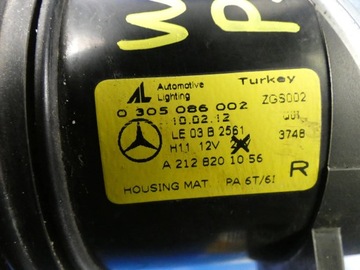 W
P.
AL Automotive Lighting
Turkey
0 305 086 002
ZGS002
10.02.12
LE 03 B 2561
3748
H11 12V
A 212 820 10 56
R
HOUSING MAT. PA 6T/6I